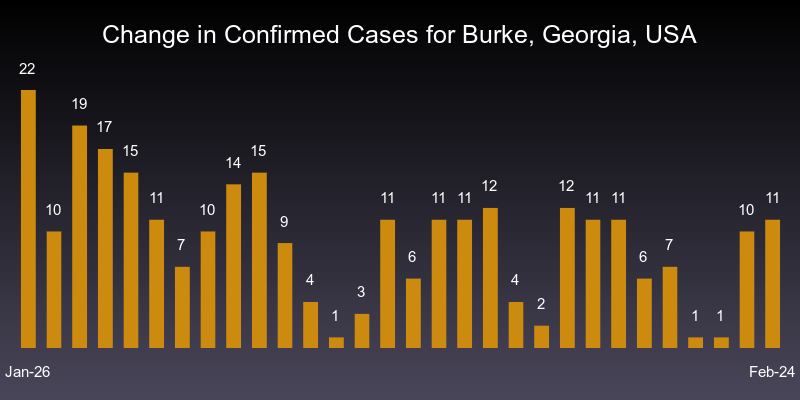 Change in Confirmed Cases for Burke, Georgia, USA
22 10 19 17 15 11 7 10 14 15 9 4 1 3 11 6 11 11 12 4 2 12 11 11 6 7 1 1 10 11
Jan-26 Feb-24